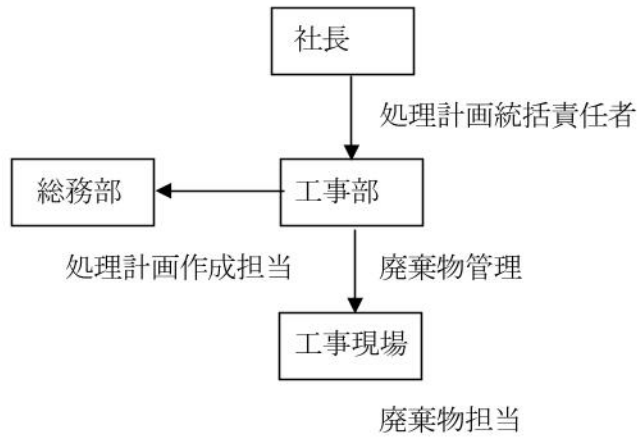 社長
処理計画統括責任者
総務部
工事部
処理計画作成担当
廃棄物管理
工事現場
廃棄物担当